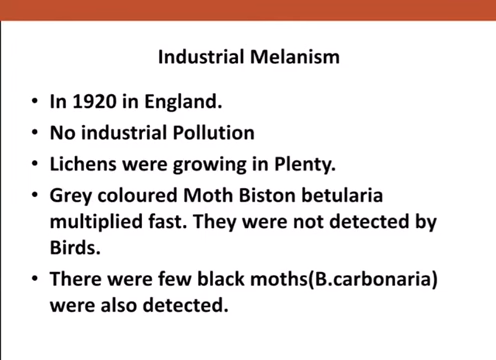 Industrial Melanism
• In 1920 in England.
• No industrial Pollution
• Lichens were growing in Plenty.
• Grey coloured Moth Biston betularia
multiplied fast. They were not detected by
Birds.
• There were few black moths(B.carbonaria)
were also detected.